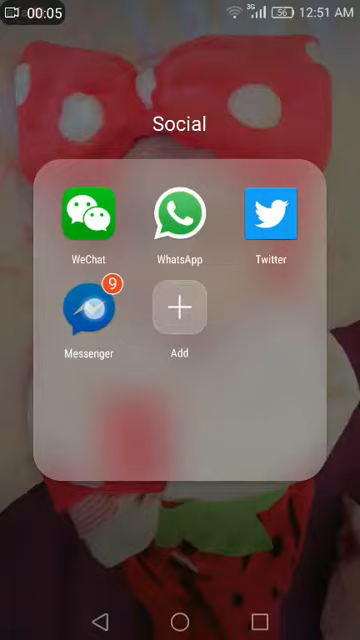 00:05
3G
56
12:51 AM
Social
WeChat
WhatsApp
Twitter
9
Messenger
Add